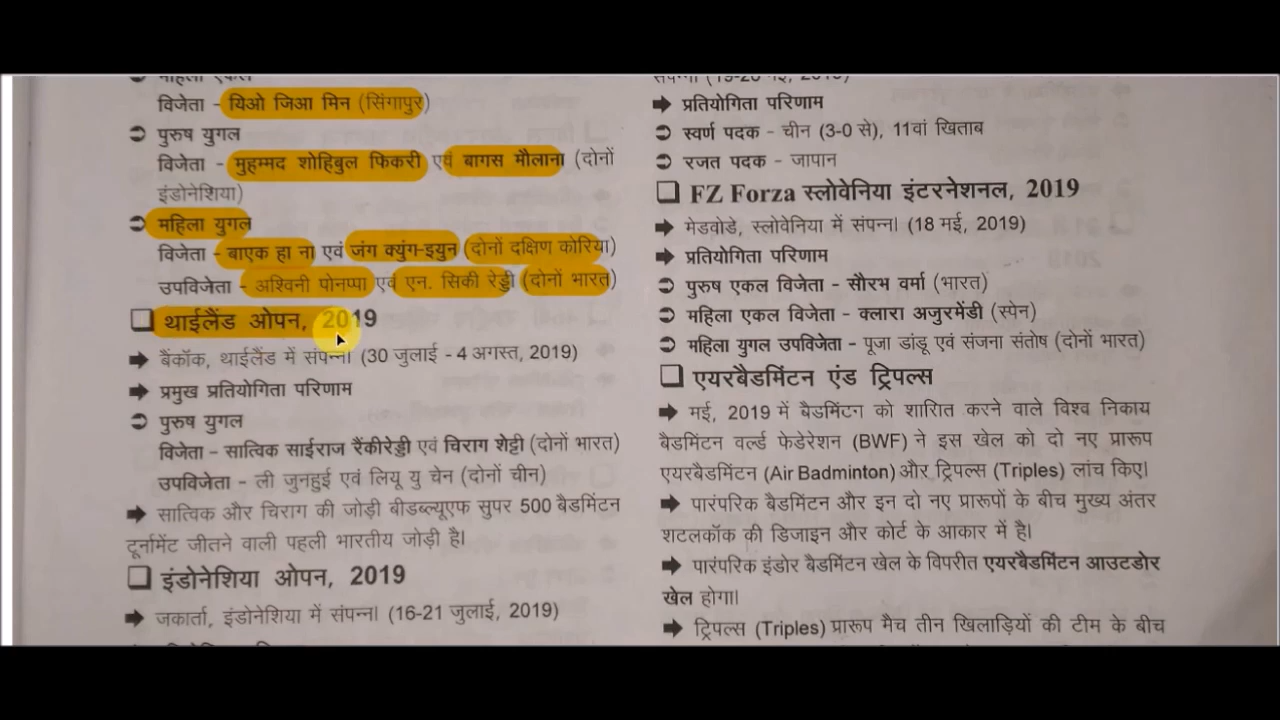 महिला एकल
विजेता - यिओ जिआ मिन (सिंगापुर)
➲ पुरुष युगल
विजेता - मुहम्मद शोहिबुल फिकरी एवं बागस मौलाना (दोनों
इंडोनेशिया)
➲ महिला युगल
विजेता - बाएक हा ना एवं जंग क्युंग-इयुन (दोनों दक्षिण कोरिया)
उपविजेता - अश्विनी पोनप्पा एवं एन. सिकी रेड्डी (दोनों भारत)
❑ थाईलैंड ओपन, 2019
➡ बैंकॉक, थाईलैंड में संपन्न। (30 जुलाई - 4 अगस्त, 2019)
➡ प्रमुख प्रतियोगिता परिणाम
➲ पुरुष युगल
विजेता - सात्विक साईराज रैंकीरेड्डी एवं चिराग शेट्टी (दोनों भारत)
उपविजेता - ली जुनहुई एवं लियू यु चेन (दोनों चीन)
➡ सात्विक और चिराग की जोड़ी बीडब्ल्यूएफ सुपर 500 बैडमिंटन
टूर्नामेंट जीतने वाली पहली भारतीय जोड़ी है।
❑ इंडोनेशिया ओपन, 2019
➡ जकार्ता, इंडोनेशिया में संपन्न। (16-21 जुलाई, 2019)
➡ प्रतियोगिता परिणाम
➲ स्वर्ण पदक - चीन (3-0 से), 11वां खिताब
➲ रजत पदक - जापान
❑ FZ Forza स्लोवेनिया इंटरनेशनल, 2019
➡ मेडवोडे, स्लोवेनिया में संपन्न। (18 मई, 2019)
➡ प्रतियोगिता परिणाम
➲ पुरुष एकल विजेता - सौरभ वर्मा (भारत)
➲ महिला एकल विजेता - क्लारा अजुरमेंडी (स्पेन)
➲ महिला युगल उपविजेता - पूजा डांडू एवं संजना संतोष (दोनों भारत)
❑ एयरबैडमिंटन एंड ट्रिपल्स
➡ मई, 2019 में बैडमिंटन को शासित करने वाले विश्व निकाय
बैडमिंटन वर्ल्ड फेडेरेशन (BWF) ने इस खेल को दो नए प्रारूप
एयरबैडमिंटन (Air Badminton) और ट्रिपल्स (Triples) लांच किए।
➡ पारंपरिक बैडमिंटन और इन दो नए प्रारूपों के बीच मुख्य अंतर
शटलकॉक की डिजाइन और कोर्ट के आकार में है।
➡ पारंपरिक इंडोर बैडमिंटन खेल के विपरीत एयरबैडमिंटन आउटडोर
खेल होगा।
➡ ट्रिपल्स (Triples) प्रारूप मैच तीन खिलाड़ियों की टीम के बीच